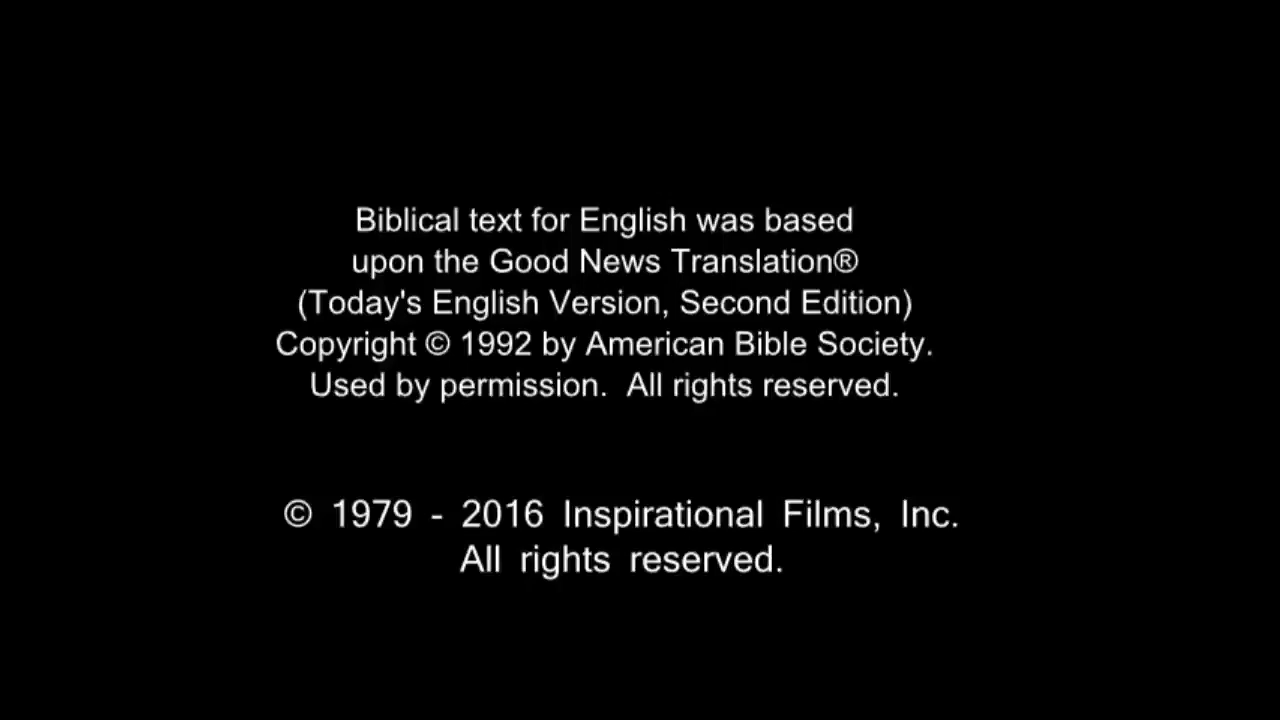 Biblical text for English was based
upon the Good News Translation®
(Today's English Version, Second Edition)
Copyright © 1992 by American Bible Society.
Used by permission.  All rights reserved.
© 1979 - 2016 Inspirational Films, Inc.
All rights reserved.